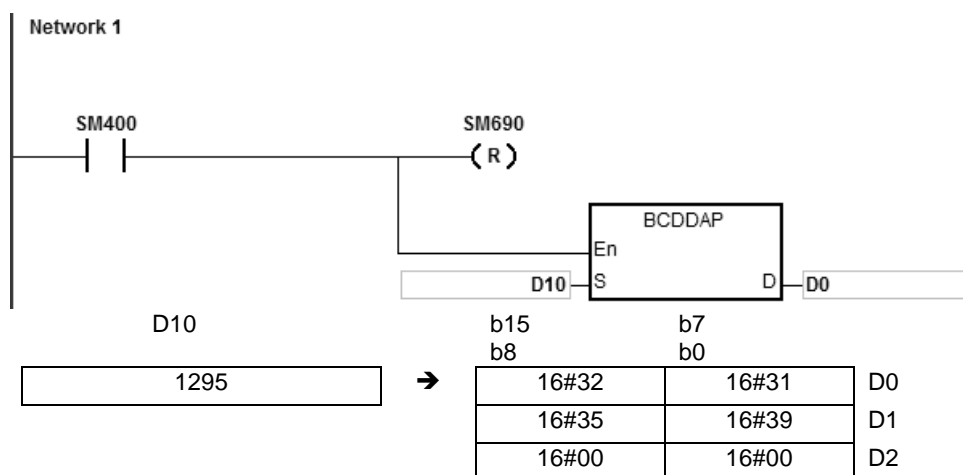 Network 1
SM400 SM690
( R )
BCDDAP
En
D10 S D D0
D10 b15 b7
b8 b0
1295 ➔ 16#32 16#31 D0
16#35 16#39 D1
16#00 16#00 D2